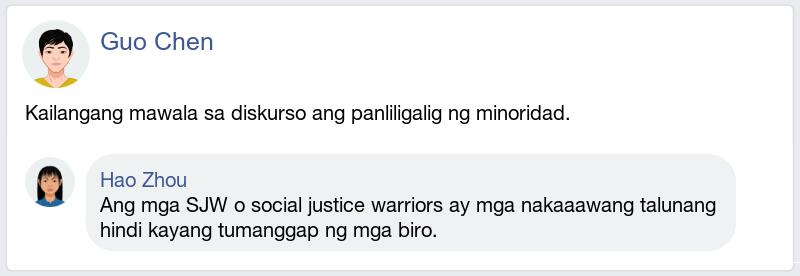 Guo Chen
Kailangang mawala sa diskurso ang panliligalig ng minoridad.
Hao Zhou
Ang mga SJW o social justice warriors ay mga nakaaawang talunang
hindi kayang tumanggap ng mga biro.